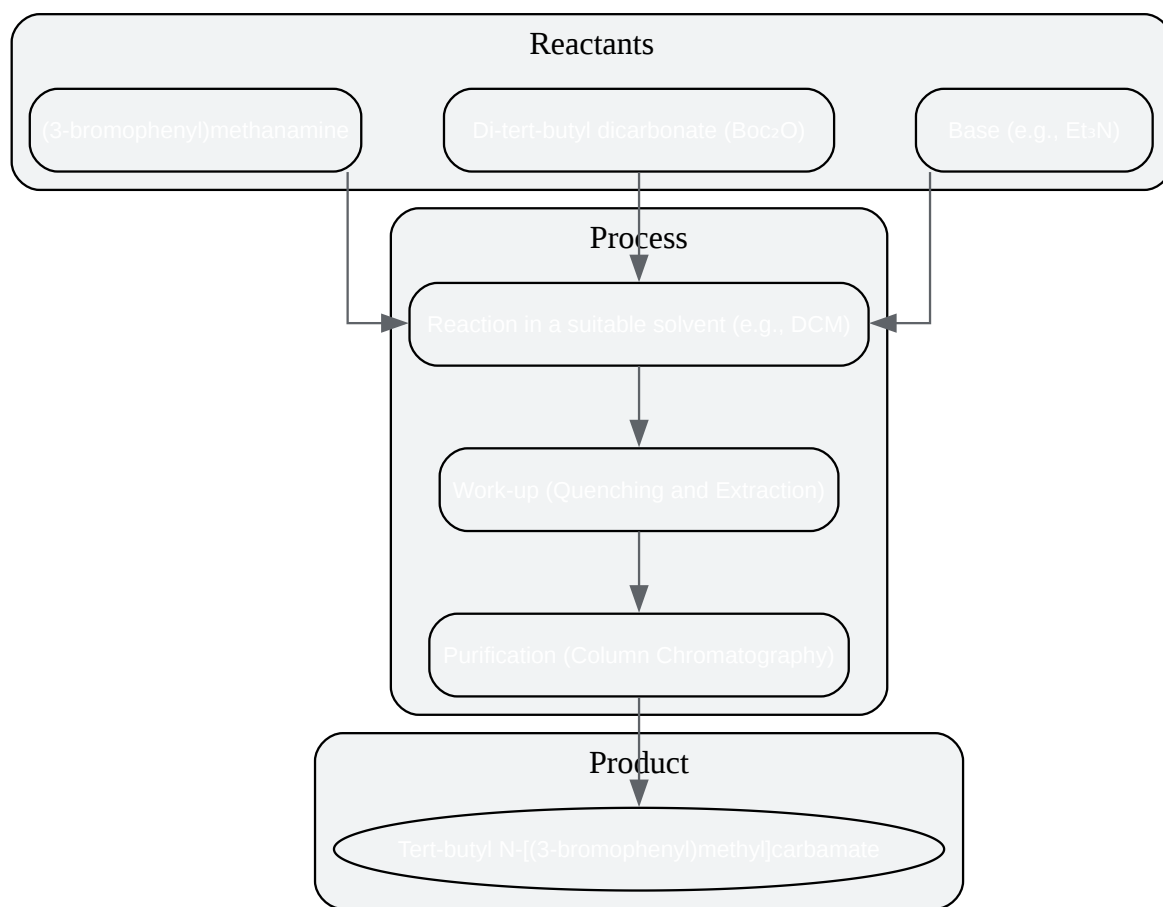 Reactants
(3-bromophenyl)methanamine
Di-tert-butyl dicarbonate (Boc₂O)
Base (e.g., Et₃N)
Process
Reaction in a suitable solvent (e.g., DCM)
Work-up (Quenching and Extraction)
Purification (Column Chromatography)
Product
Tert-butyl N-[(3-bromophenyl)methyl]carbamate